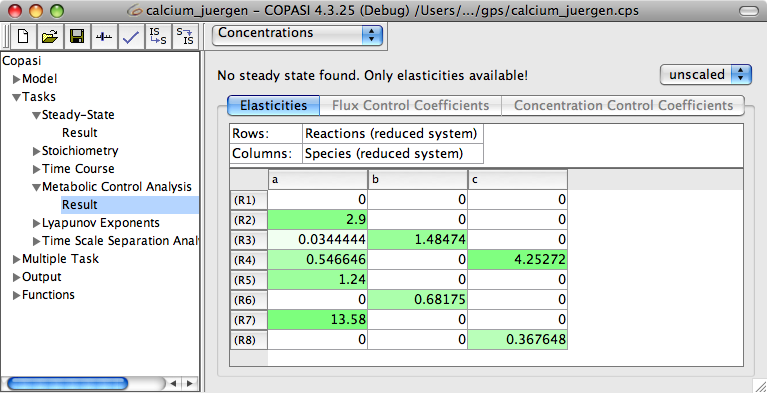 calcium_juergen – COPASI 4.3.25 (Debug) /Users/.../gps/calcium_juergen.cps
IS
S
S
IS
Concentrations
Copasi
Model
Tasks
Steady-State
Result
Stoichiometry
Time Course
Metabolic Control Analysis
Result
Lyapunov Exponents
Time Scale Separation Anal
Multiple Task
Output
Functions
No steady state found. Only elasticities available!
unscaled
Elasticities Flux Control Coefficients Concentration Control Coefficients
Rows: Reactions (reduced system)
Columns: Species (reduced system)
a b c
(R1) 0 0 0
(R2) 2.9 0 0
(R3) 0.0344444 1.48474 0
(R4) 0.546646 0 4.25272
(R5) 1.24 0 0
(R6) 0 0.68175 0
(R7) 13.58 0 0
(R8) 0 0 0.367648